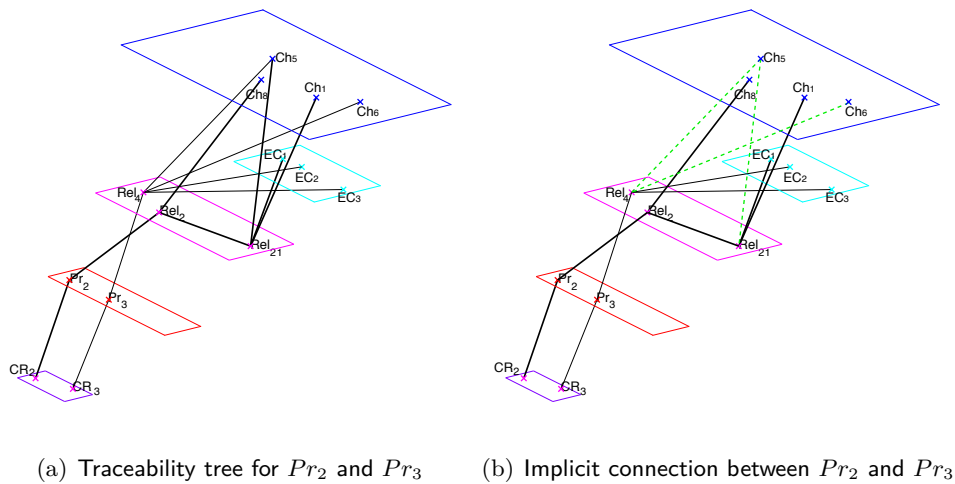 Ch5
Ch8
Ch1
Ch6
EC1
EC2
EC3
Rel4
Rel2
Rel21
Pr2
Pr3
CR2
CR3
Ch5
Ch8
Ch1
Ch6
EC1
EC2
EC3
Rel4
Rel2
Rel21
Pr2
Pr3
CR2
CR3
(a) Traceability tree for Pr2 and Pr3
(b) Implicit connection between Pr2 and Pr3